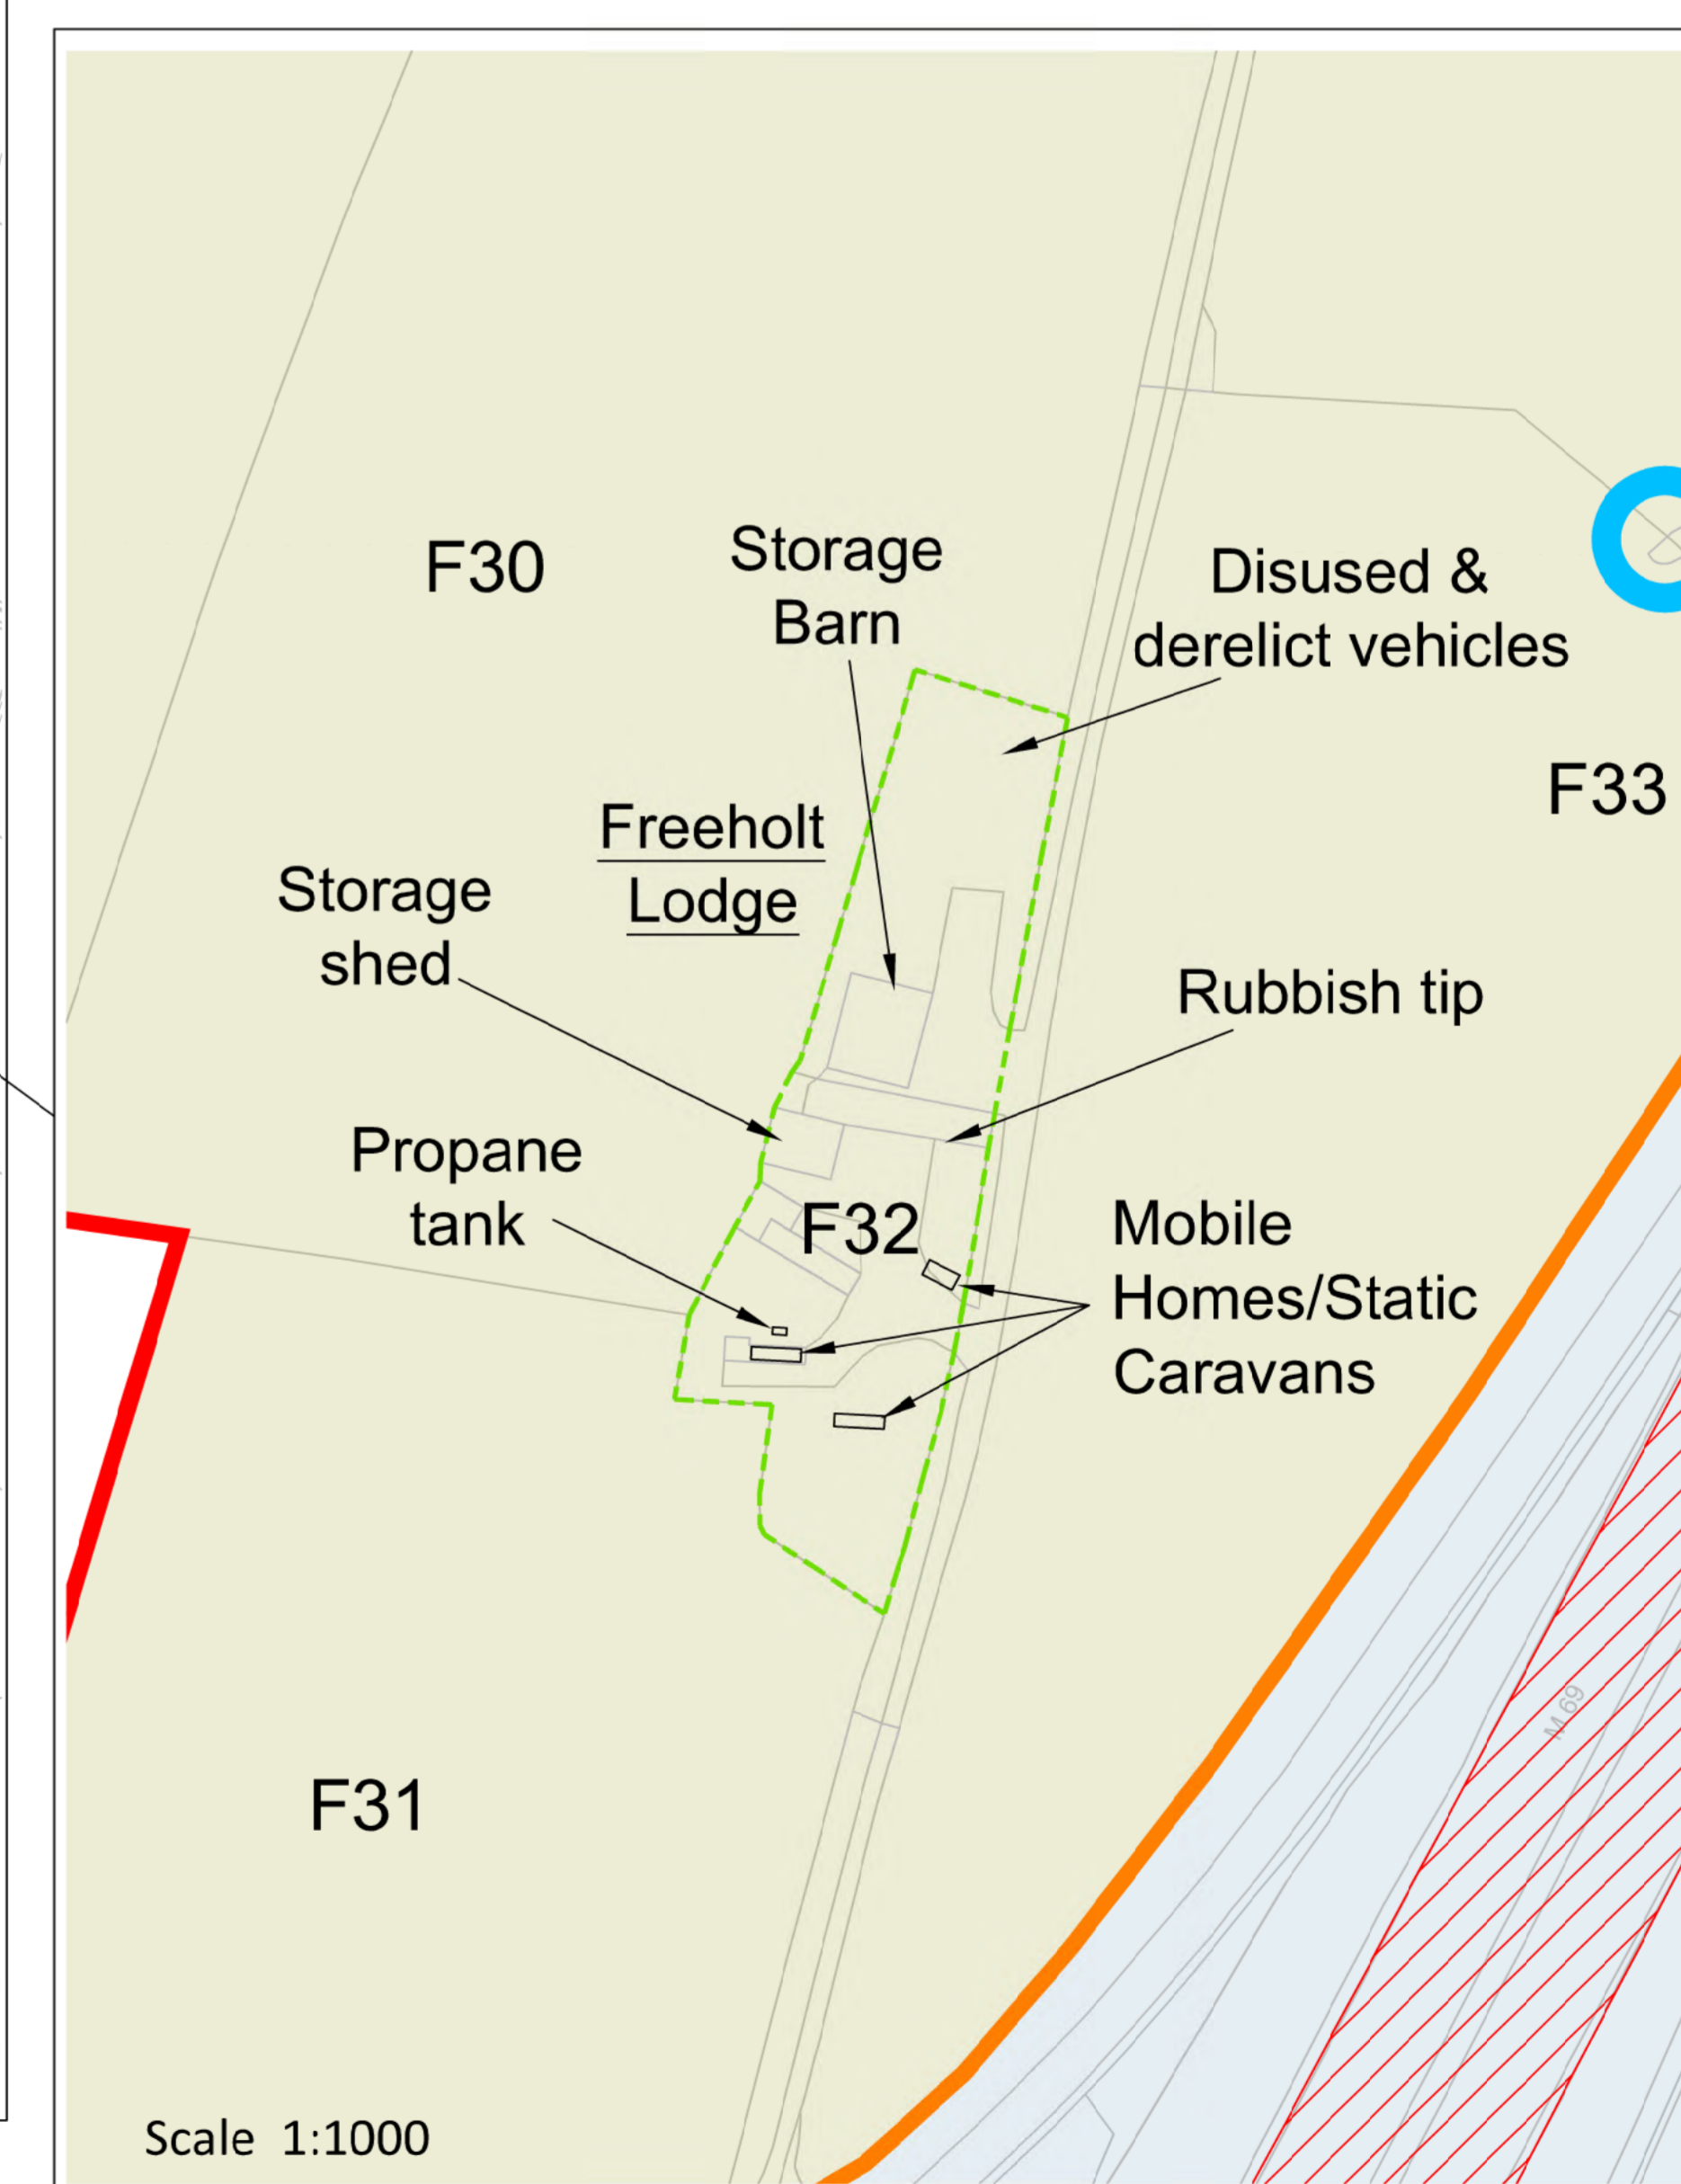 F30
Storage
Barn
Disused &
derelict vehicles
F33
Freeholt
Lodge
Storage
shed
Rubbish tip
Propane
tank
F32
Mobile
Homes/Static
Caravans
M 69
F31
Scale 1:1000